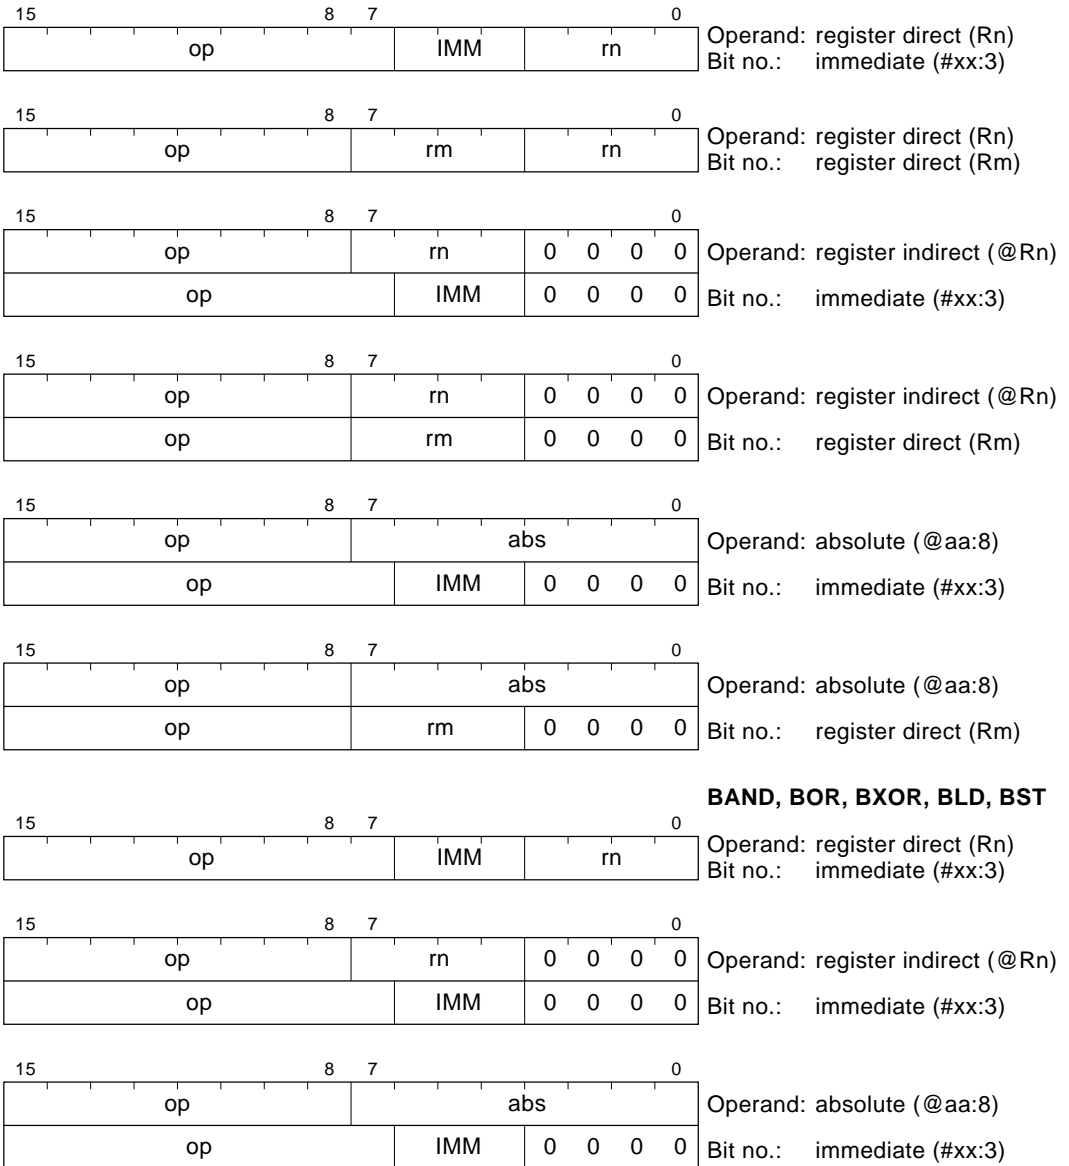 15 8 7 0
op IMM rn Operand: register direct (Rn)
Bit no.: immediate (#xx:3)
15 8 7 0
op rm rn Operand: register direct (Rn)
Bit no.: register direct (Rm)
15 8 7 0
op rn 0 0 0 0 Operand: register indirect (@Rn)
op IMM 0 0 0 0 Bit no.: immediate (#xx:3)
15 8 7 0
op rn 0 0 0 0 Operand: register indirect (@Rn)
op rm 0 0 0 0 Bit no.: register direct (Rm)
15 8 7 0
op abs Operand: absolute (@aa:8)
op IMM 0 0 0 0 Bit no.: immediate (#xx:3)
15 8 7 0
op abs Operand: absolute (@aa:8)
op rm 0 0 0 0 Bit no.: register direct (Rm)
BAND, BOR, BXOR, BLD, BST
15 8 7 0
op IMM rn Operand: register direct (Rn)
Bit no.: immediate (#xx:3)
15 8 7 0
op rn 0 0 0 0 Operand: register indirect (@Rn)
op IMM 0 0 0 0 Bit no.: immediate (#xx:3)
15 8 7 0
op abs Operand: absolute (@aa:8)
op IMM 0 0 0 0 Bit no.: immediate (#xx:3)